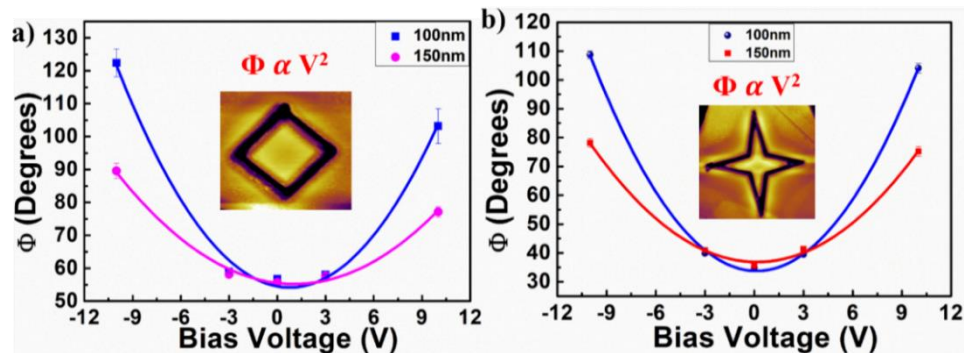 a)
100nm
150nm
Φ α V²
Φ (Degrees)
130
120
110
100
90
80
70
60
50
-12 -9 -6 -3 0 3 6 9 12
Bias Voltage (V)
b)
100nm
150nm
Φ α V²
Φ (Degrees)
120
110
100
90
80
70
60
50
40
30
-12 -9 -6 -3 0 3 6 9 12
Bias Voltage (V)